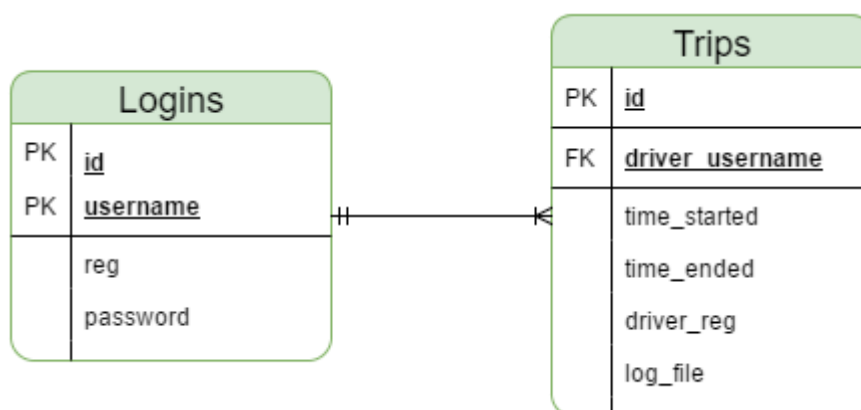 Logins
PK id
PK username
reg
password
Trips
PK id
FK driver_username
time_started
time_ended
driver_reg
log_file